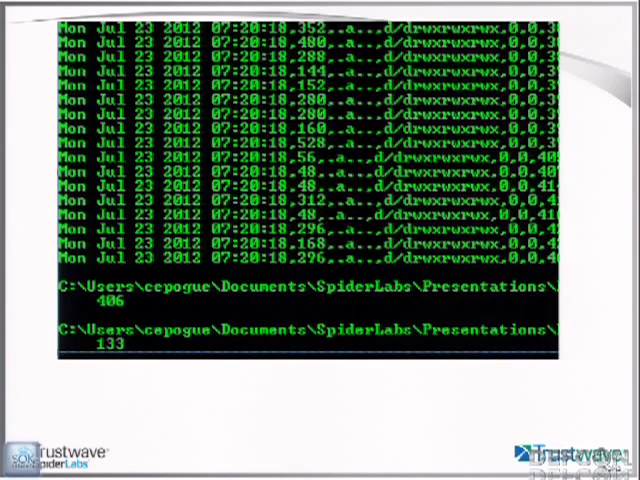 Mon Jul 23 2012 07:20:18,352,.a..,d/drwxrwxrwx,0,0,3
Mon Jul 23 2012 07:20:18,480,.a..,d/drwxrwxrwx,0,0,3
Mon Jul 23 2012 07:20:18,288,.a..,d/drwxrwxrwx,0,0,3
Mon Jul 23 2012 07:20:18,144,.a..,d/drwxrwxrwx,0,0,3
Mon Jul 23 2012 07:20:18,152,.a..,d/drwxrwxrwx,0,0,3
Mon Jul 23 2012 07:20:18,280,.a..,d/drwxrwxrwx,0,0,3
Mon Jul 23 2012 07:20:18,280,.a..,d/drwxrwxrwx,0,0,3
Mon Jul 23 2012 07:20:18,160,.a..,d/drwxrwxrwx,0,0,3
Mon Jul 23 2012 07:20:18,528,.a..,d/drwxrwxrwx,0,0,3
Mon Jul 23 2012 07:20:18,56,.a..,d/drwxrwxrwx,0,0,40
Mon Jul 23 2012 07:20:18,48,.a..,d/drwxrwxrwx,0,0,40
Mon Jul 23 2012 07:20:18,48,.a..,d/drwxrwxrwx,0,0,41
Mon Jul 23 2012 07:20:18,312,.a..,d/drwxrwxrwx,0,0,4
Mon Jul 23 2012 07:20:18,48,.a..,d/drwxrwxrwx,0,0,41
Mon Jul 23 2012 07:20:18,296,.a..,d/drwxrwxrwx,0,0,4
Mon Jul 23 2012 07:20:18,168,.a..,d/drwxrwxrwx,0,0,4
Mon Jul 23 2012 07:20:18,296,.a..,d/drwxrwxrwx,0,0,4
C:\Users\cepogue\Documents\SpiderLabs\Presentations\
406
C:\Users\cepogue\Documents\SpiderLabs\Presentations\
133
Trustwave
SpiderLabs
Trustwave
DEFCON